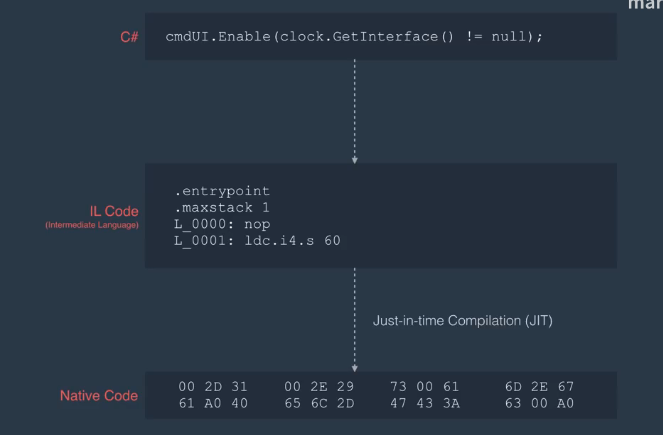 mar
C# cmdUI.Enable(clock.GetInterface() != null);
.entrypoint
.maxstack 1
IL Code L_0000: nop
(Intermediate Language) L_0001: ldc.i4.s 60
Just-in-time Compilation (JIT)
Native Code
00 2D 31 00 2E 29 73 00 61 6D 2E 67
61 A0 40 65 6C 2D 47 43 3A 63 00 A0